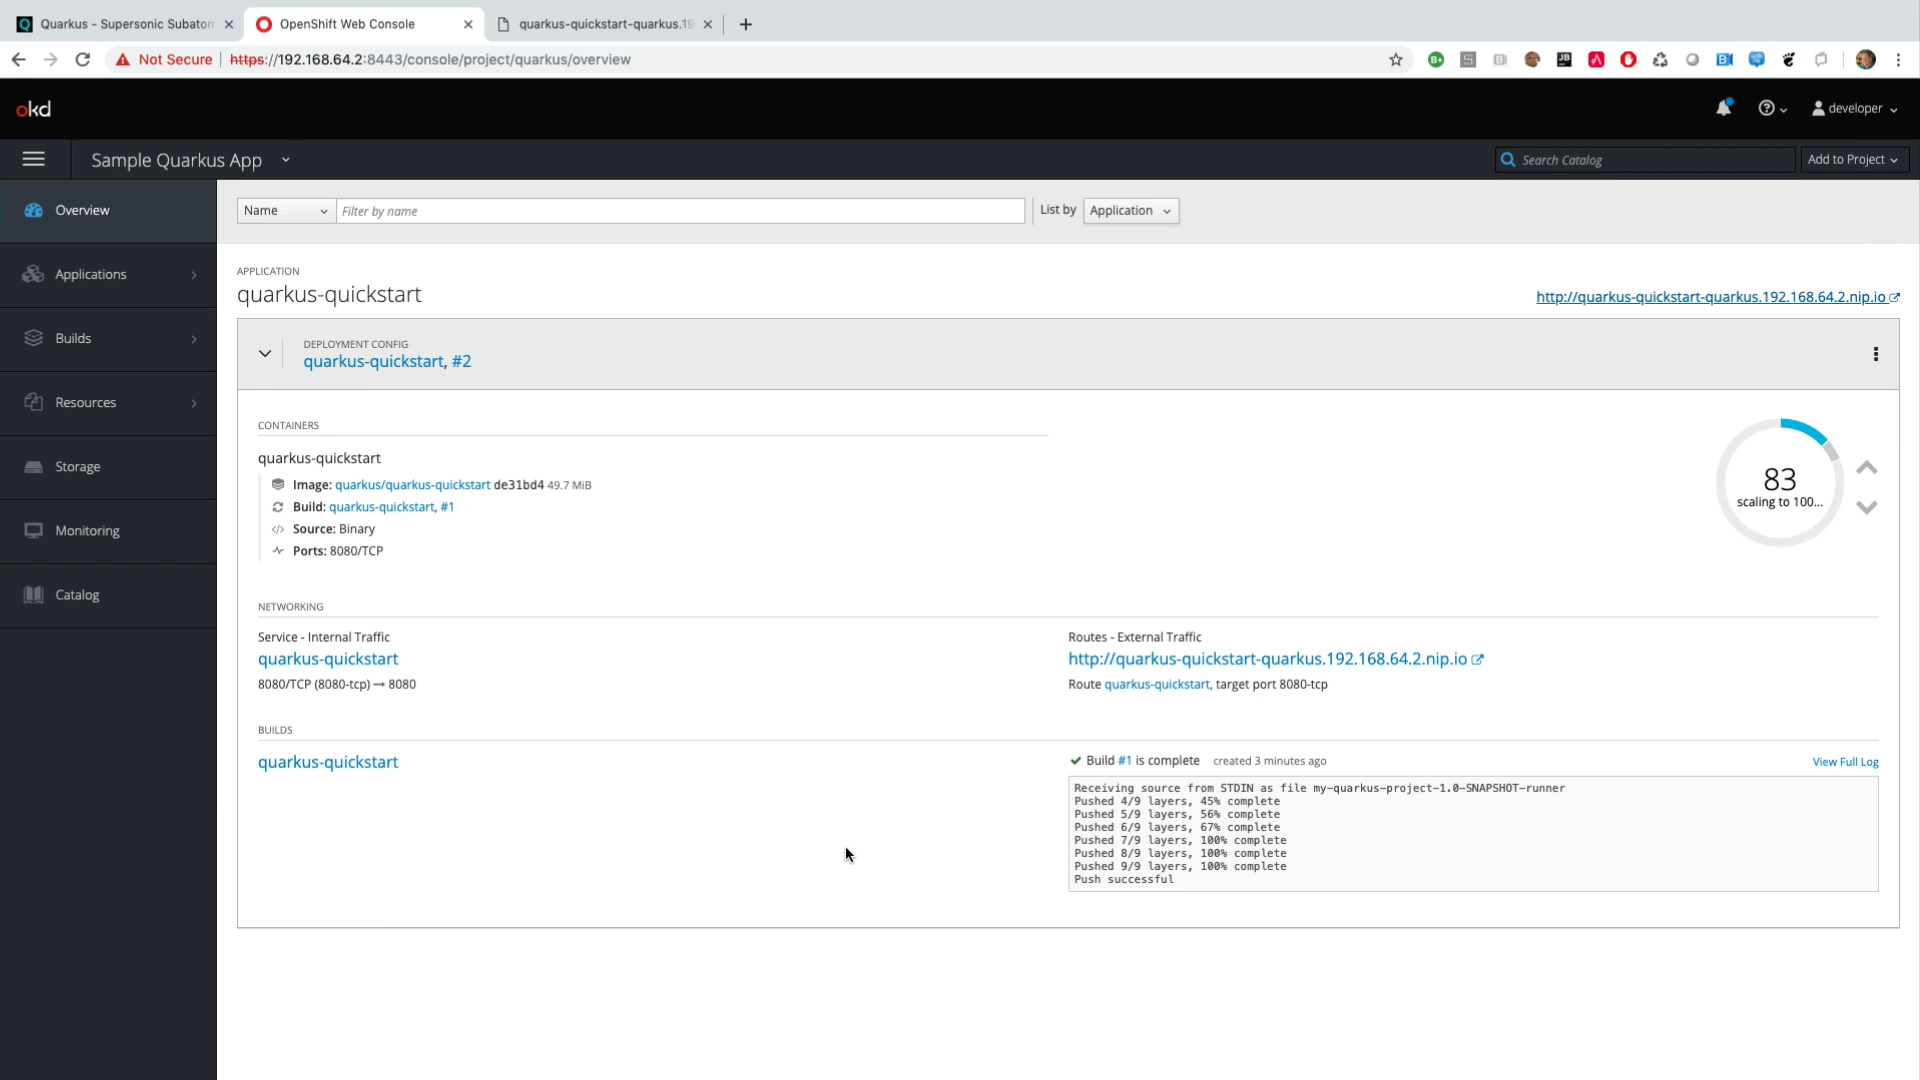 Quarkus - Supersonic Subatom
OpenShift Web Console
quarkus-quickstart-quarkus.19
Not Secure
https://192.168.64.2:8443/console/project/quarkus/overview
okd
developer
Sample Quarkus App
Search Catalog
Add to Project
Overview
Applications
Builds
Resources
Storage
Monitoring
Catalog
Name
Filter by name
List by
Application
APPLICATION
quarkus-quickstart
http://quarkus-quickstart-quarkus.192.168.64.2.nip.io
DEPLOYMENT CONFIG
quarkus-quickstart, #2
CONTAINERS
quarkus-quickstart
Image: quarkus/quarkus-quickstart de31bd4 49.7 MiB
Build: quarkus-quickstart, #1
Source: Binary
Ports: 8080/TCP
83
scaling to 100...
NETWORKING
Service - Internal Traffic
quarkus-quickstart
8080/TCP (8080-tcp) → 8080
Routes - External Traffic
http://quarkus-quickstart-quarkus.192.168.64.2.nip.io
Route quarkus-quickstart, target port 8080-tcp
BUILDS
quarkus-quickstart
Build #1 is complete created 3 minutes ago
View Full Log
Receiving source from STDIN as file my-quarkus-project-1.0-SNAPSHOT-runner
Pushed 4/9 layers, 45% complete
Pushed 5/9 layers, 56% complete
Pushed 6/9 layers, 67% complete
Pushed 7/9 layers, 100% complete
Pushed 8/9 layers, 100% complete
Pushed 9/9 layers, 100% complete
Push successful